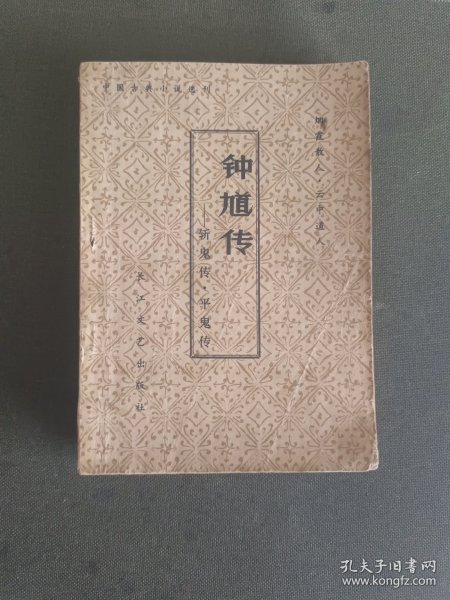 中国古典小说选刊
烟霞散人 云中道人
钟馗传
——斩鬼传·平鬼传
长江文艺出版社
孔夫子旧书网
www.kongfz.com